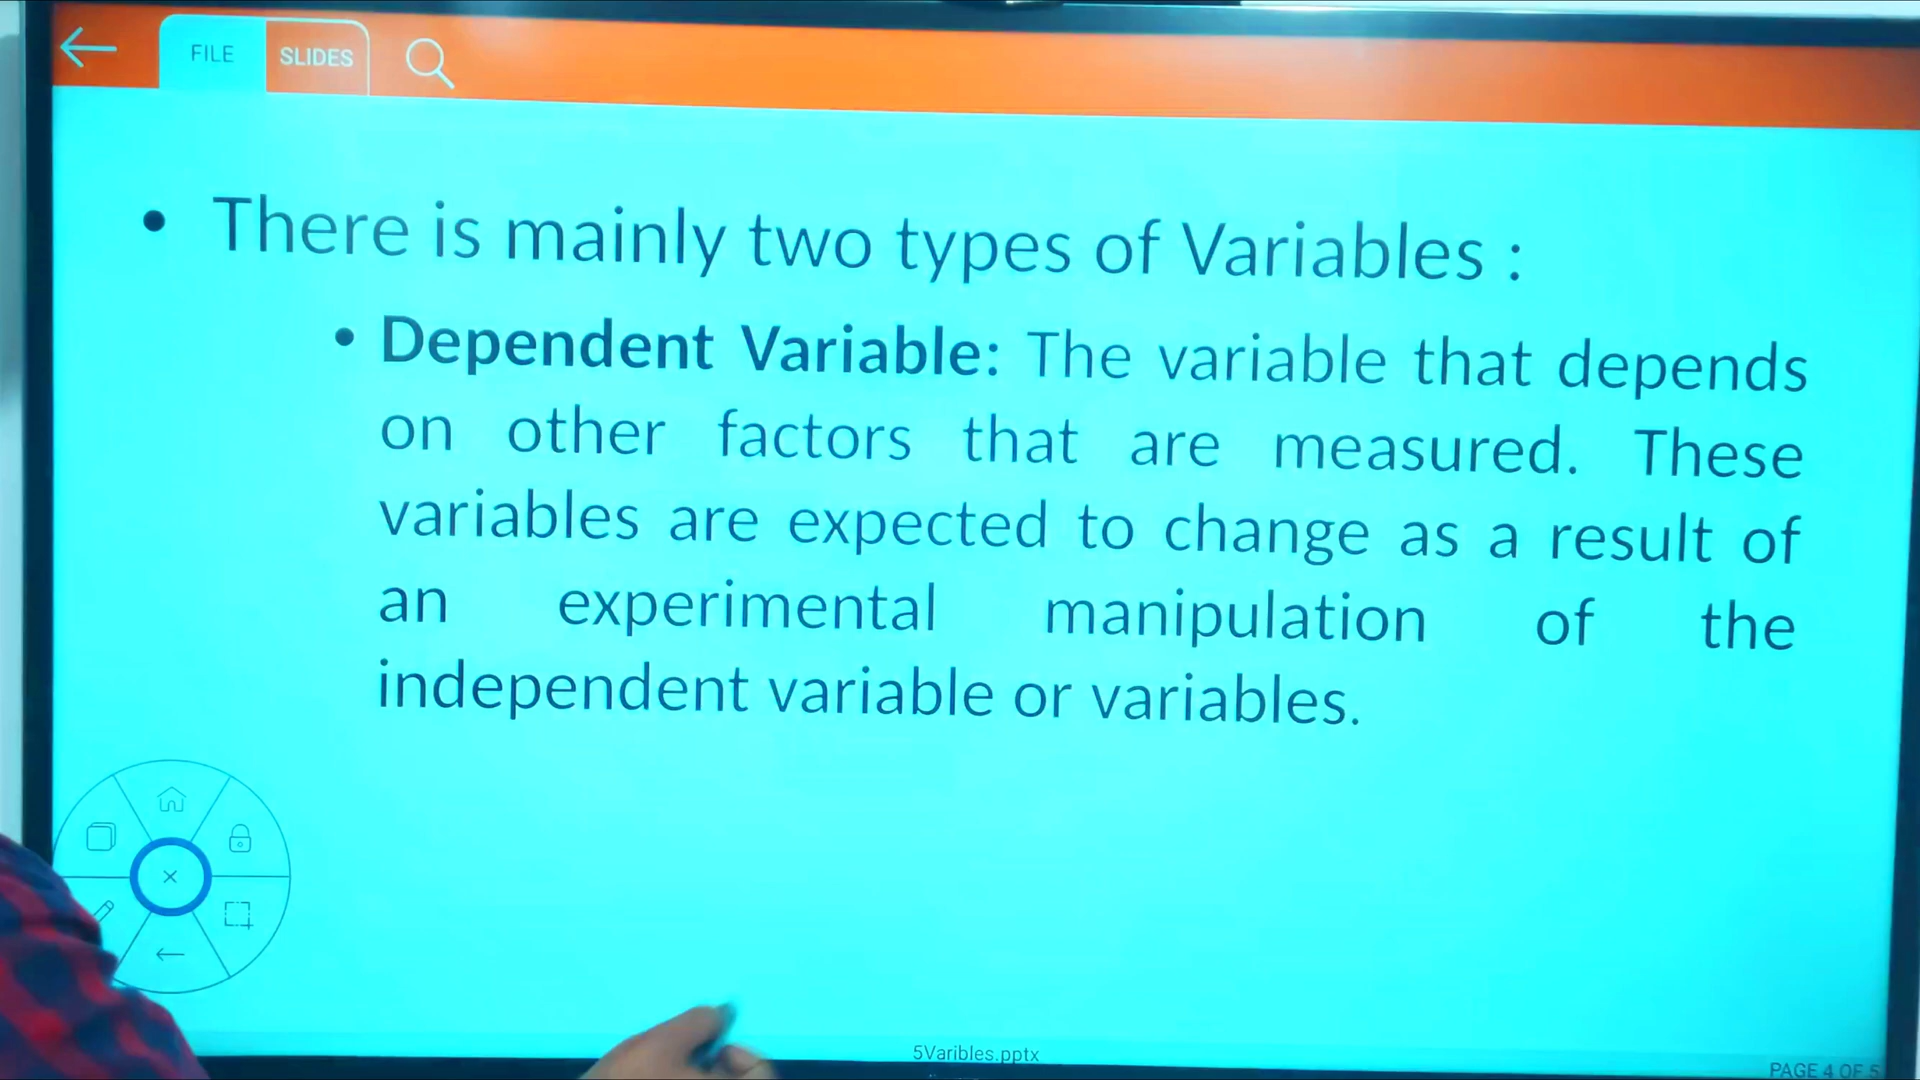 FILE SLIDES
• There is mainly two types of Variables :
• Dependent Variable: The variable that depends
on other factors that are measured. These
variables are expected to change as a result of
an experimental manipulation of the
independent variable or variables.
5Varibles.pptx
PAGE 4 OF 5